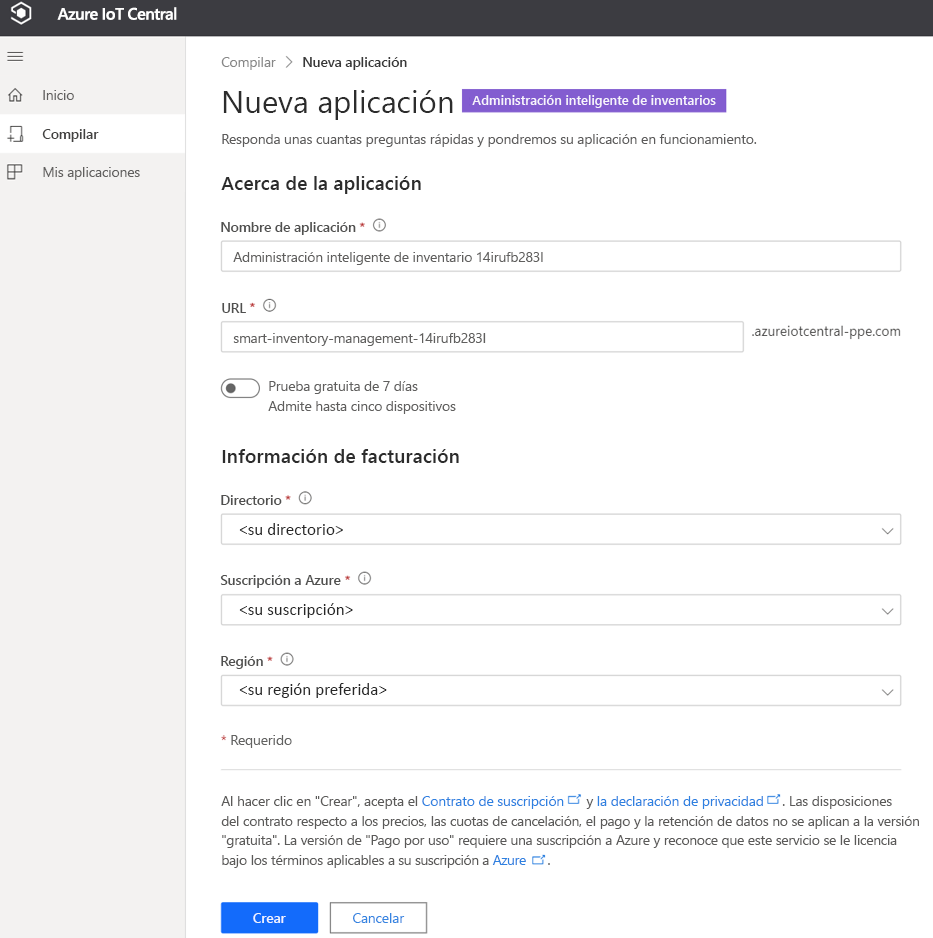 Azure IoT Central
Inicio
Compilar
Mis aplicaciones
Compilar > Nueva aplicación
Nueva aplicación Administración inteligente de inventarios
Responda unas cuantas preguntas rápidas y pondremos su aplicación en funcionamiento.
Acerca de la aplicación
Nombre de aplicación *
Administración inteligente de inventario 14irufb283l
URL *
smart-inventory-management-14irufb283l .azureiotcentral-ppe.com
Prueba gratuita de 7 días
Admite hasta cinco dispositivos
Información de facturación
Directorio *
<su directorio>
Suscripción a Azure *
<su suscripción>
Región *
<su región preferida>
* Requerido
Al hacer clic en "Crear", acepta el Contrato de suscripción y la declaración de privacidad. Las disposiciones
del contrato respecto a los precios, las cuotas de cancelación, el pago y la retención de datos no se aplican a la versión
"gratuita". La versión de "Pago por uso" requiere una suscripción a Azure y reconoce que este servicio se le licencia
bajo los términos aplicables a su suscripción a Azure.
Crear Cancelar